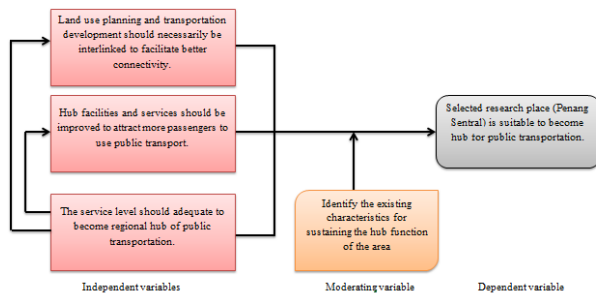 Land use planning and transportation
development should necessarily be
interlinked to facilitate better
connectivity.
Hub facilities and services should be
improved to attract more passengers to
use public transport.
The service level should adequate to
become regional hub of public
transportation.
Identify the existing
characteristics for
sustaining the hub function
of the area
Selected research place (Penang
Sentral) is suitable to become
hub for public transportation.
Independent variables
Moderating variable
Dependent variable